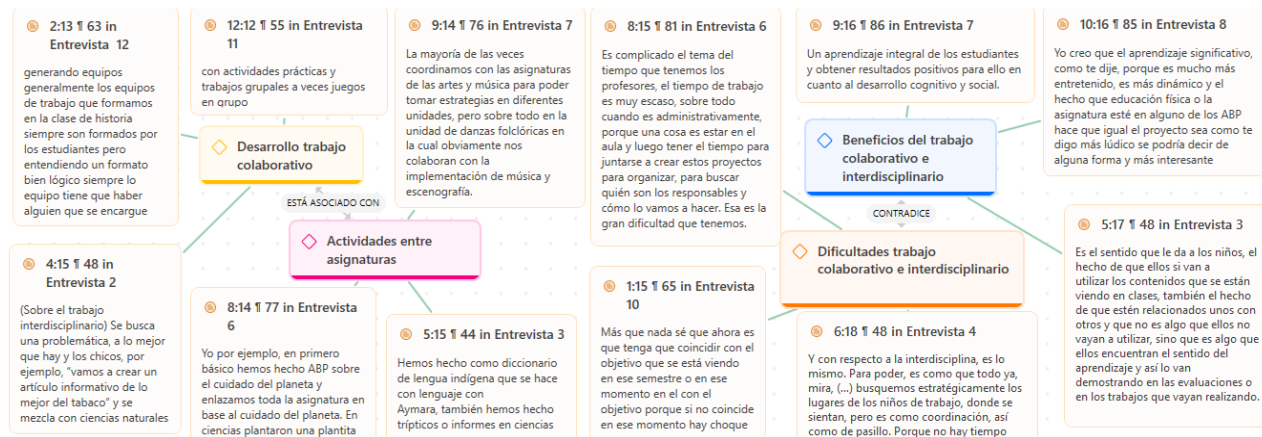 2:13 ¶ 63 in
Entrevista 12
generando equipos
generalmente los equipos
de trabajo que formamos
en la clase de historia
siempre son formados por
los estudiantes pero
entendiendo un formato
bien lógico siempre lo
equipo tiene que haber
alguien que se encargue
12:12 ¶ 55 in Entrevista
11
con actividades prácticas y
trabajos grupales a veces juegos
en grupo
9:14 ¶ 76 in Entrevista 7
La mayoría de las veces
coordinamos con las asignaturas
de las artes y música para poder
tomar estrategias en diferentes
unidades, pero sobre todo en la
unidad de danzas folclóricas en
la cual obviamente nos
colaboran con la
implementación de música y
escenografía.
8:15 ¶ 81 in Entrevista 6
Es complicado el tema del
tiempo que tenemos los
profesores, el tiempo de trabajo
es muy escaso, sobre todo
cuando es administrativamente,
porque una cosa es estar en el
aula y luego tener el tiempo para
juntarse a crear estos proyectos
para organizar, para buscar
quién son los responsables y
cómo lo vamos a hacer. Esa es la
gran dificultad que tenemos.
9:16 ¶ 86 in Entrevista 7
Un aprendizaje integral de los estudiantes
y obtener resultados positivos para ello en
cuanto al desarrollo cognitivo y social.
10:16 ¶ 85 in Entrevista 8
Yo creo que el aprendizaje significativo,
como te dije, porque es mucho más
entretenido, es más dinámico y el
hecho que educación física o la
asignatura esté en alguno de los ABP
hace que igual el proyecto sea como te
digo más lúdico se podría decir de
alguna forma y más interesante
Desarrollo trabajo
colaborativo
ESTÁ ASOCIADO CON
Actividades entre
asignaturas
Beneficios del trabajo
colaborativo e
interdisciplinario
CONTRADICE
Dificultades trabajo
colaborativo e interdisciplinario
4:15 ¶ 48 in
Entrevista 2
(Sobre el trabajo
interdisciplinario) Se busca
una problemática, a lo mejor
que hay y los chicos, por
ejemplo, “vamos a crear un
artículo informativo de lo
mejor del tabaco” y se
mezcla con ciencias naturales
8:14 ¶ 77 in Entrevista
6
Yo por ejemplo, en primero
básico hemos hecho ABP sobre
el cuidado del planeta y
enlazamos toda la asignatura en
base al cuidado del planeta. En
ciencias plantaron una plantita
5:15 ¶ 44 in Entrevista 3
Hemos hecho como diccionario
de lengua indígena que se hace
con lenguaje con
Aymara, también hemos hecho
trípticos o informes en ciencias
1:15 ¶ 65 in Entrevista
10
Más que nada sé que ahora es
que tenga que coincidir con el
objetivo que se está viendo
en ese semestre o en ese
momento en el con el
objetivo porque si no coincide
en ese momento hay choque
6:18 ¶ 48 in Entrevista 4
Y con respecto a la interdisciplina, es lo
mismo. Para poder, es como que todo ya,
mira, (...) busquemos estratégicamente los
lugares de los niños de trabajo, donde se
sientan, pero es como coordinación, así
como de pasillo. Porque no hay tiempo
5:17 ¶ 48 in Entrevista 3
Es el sentido que le da a los niños, el
hecho de que ellos si van a
utilizar los contenidos que se están
viendo en clases, también el hecho
de que estén relacionados unos con
otros y que no es algo que ellos no
vayan a utilizar, sino que es algo que
ellos encuentran el sentido del
aprendizaje y así lo van
demostrando en las evaluaciones o
en los trabajos que vayan realizando.